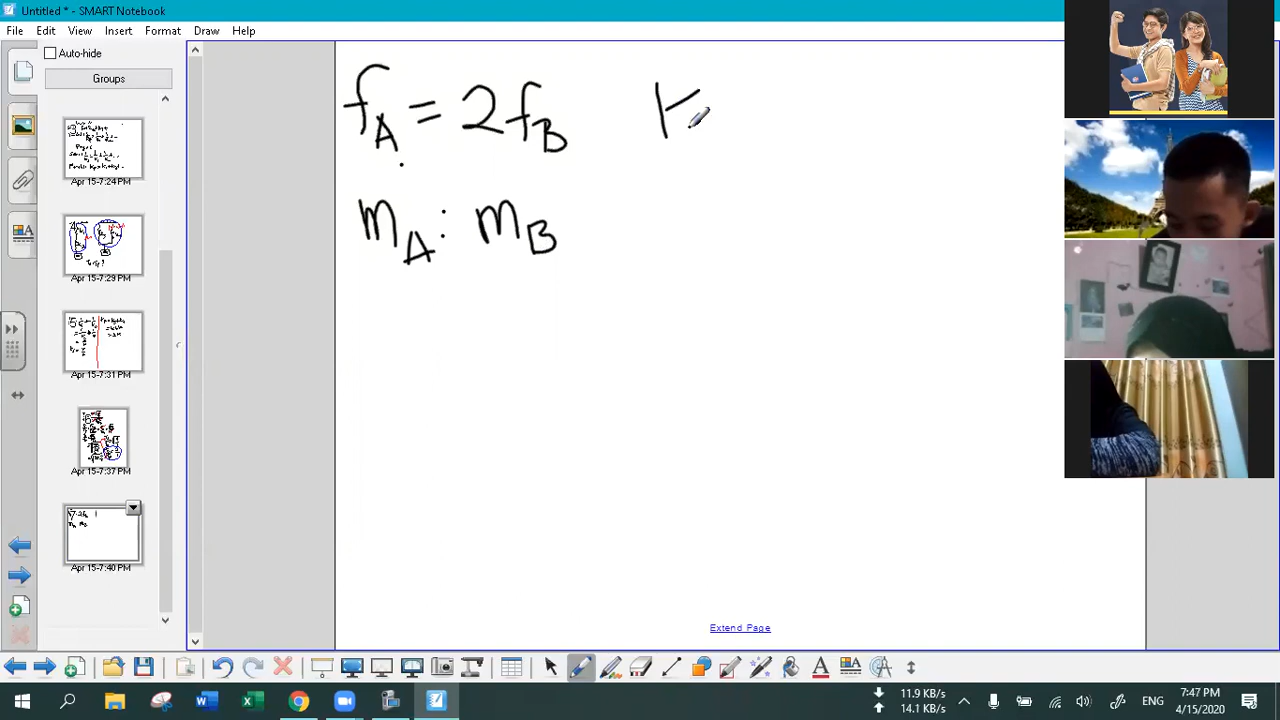 Untitled * - SMART Notebook
File Edit View Insert Format Draw Help
Auto-hide
Groups
Apr 15-7:24 PM
Apr 15-7:29 PM
Apr 15-7:31 PM
Apr 15-7:37 PM
Apr 15-7:40 PM
f_A = 2f_B
m_A : m_B
Extend Page
11.9 KB/s
14.1 KB/s
ENG
7:47 PM
4/15/2020